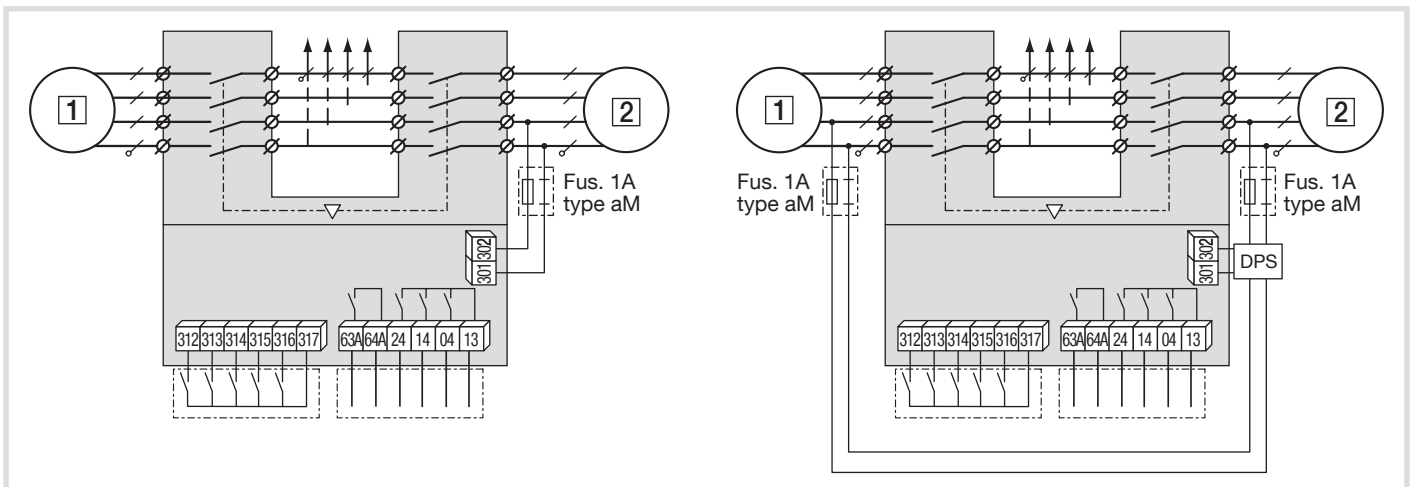 1
2
Fus. 1A
type aM
302
301
312 313 314 315 316 317
63A 64A 24 14 04 13
1
2
Fus. 1A
type aM
Fus. 1A
type aM
302
301
DPS
312 313 314 315 316 317
63A 64A 24 14 04 13